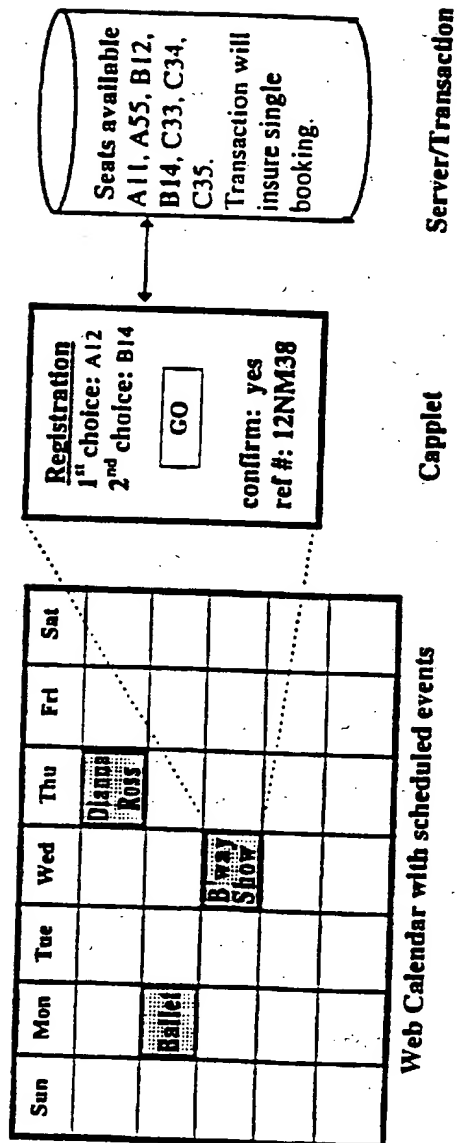 Sun Mon Tue Wed Thu Fri Sat
Dianna
Ross
Ballet
B'way
Show
Web Calendar with scheduled events
Registration
1st choice: A12
2nd choice: B14
GO
confirm: yes
ref #: 12NM38
Capplet
Seats available
A11, A55, B12,
B14, C33, C34,
C35.
Transaction will
insure single
booking.
Server/Transaction